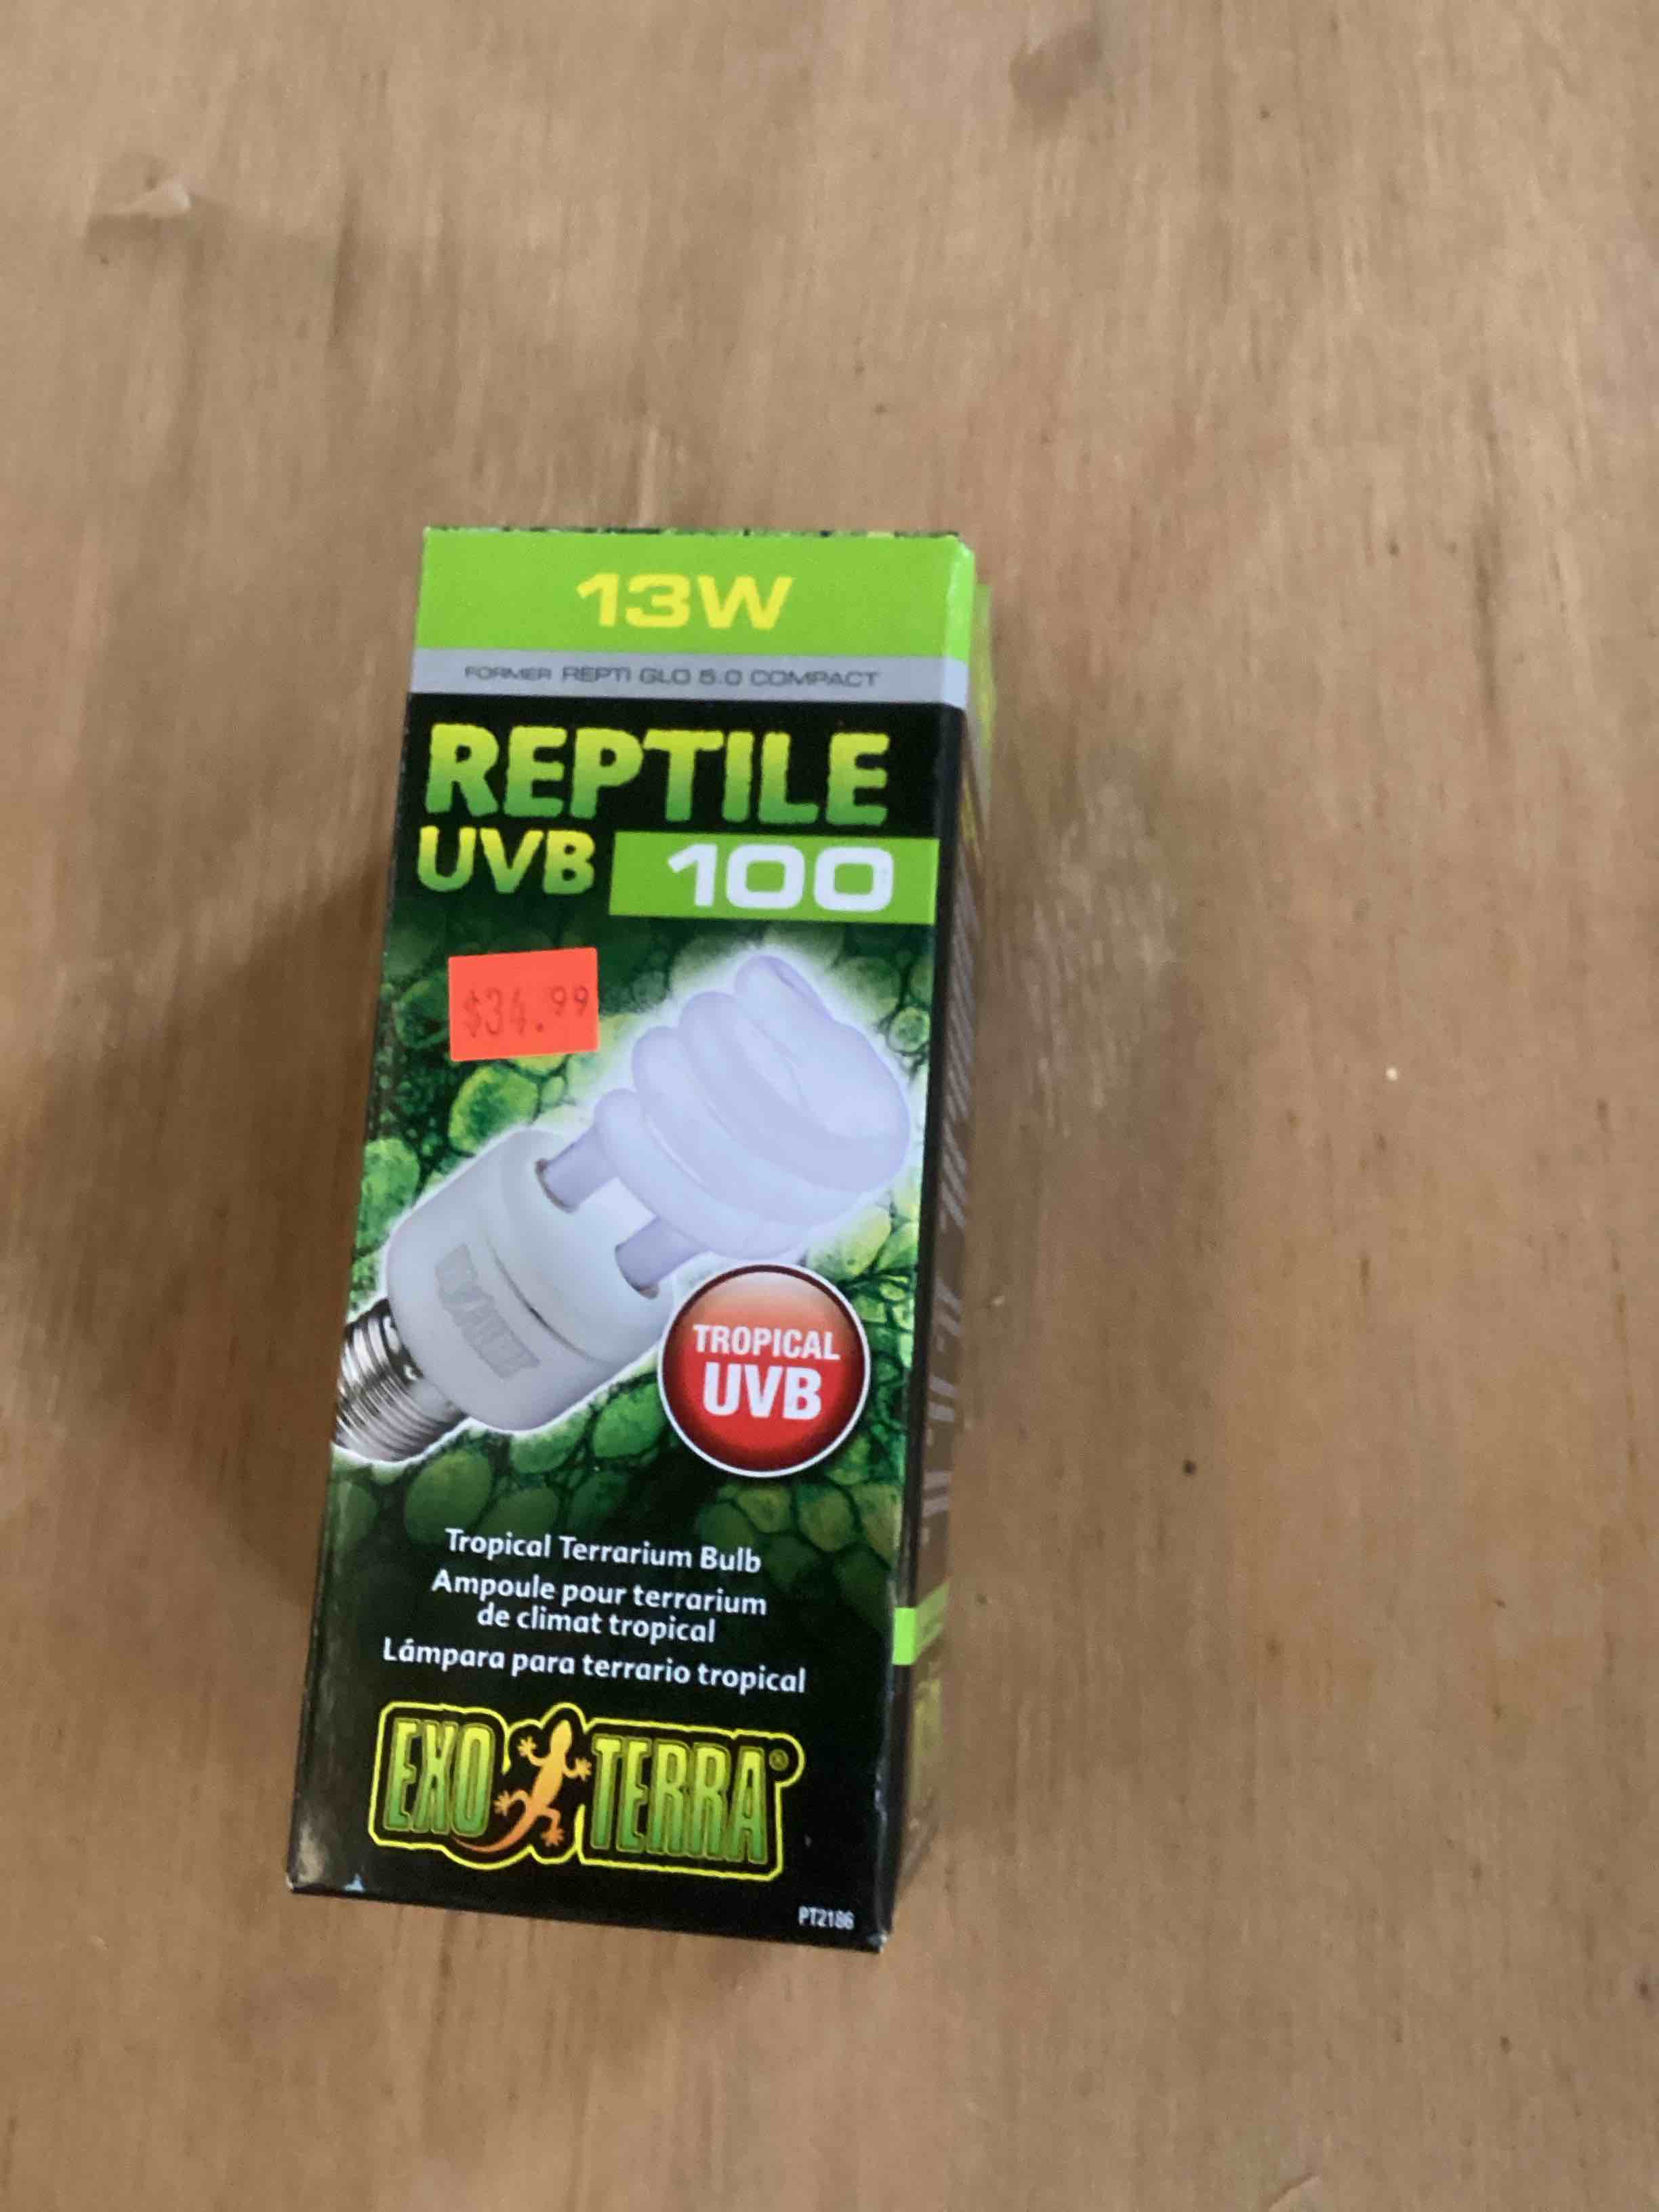 13W
FORMER REPTI GLO 5.0 COMPACT
REPTILE
UVB 100
$34.99
TROPICAL
UVB
Tropical Terrarium Bulb
Ampoule pour terrarium
de climat tropical
Lámpara para terrario tropical
EXO TERRA®
PT2186